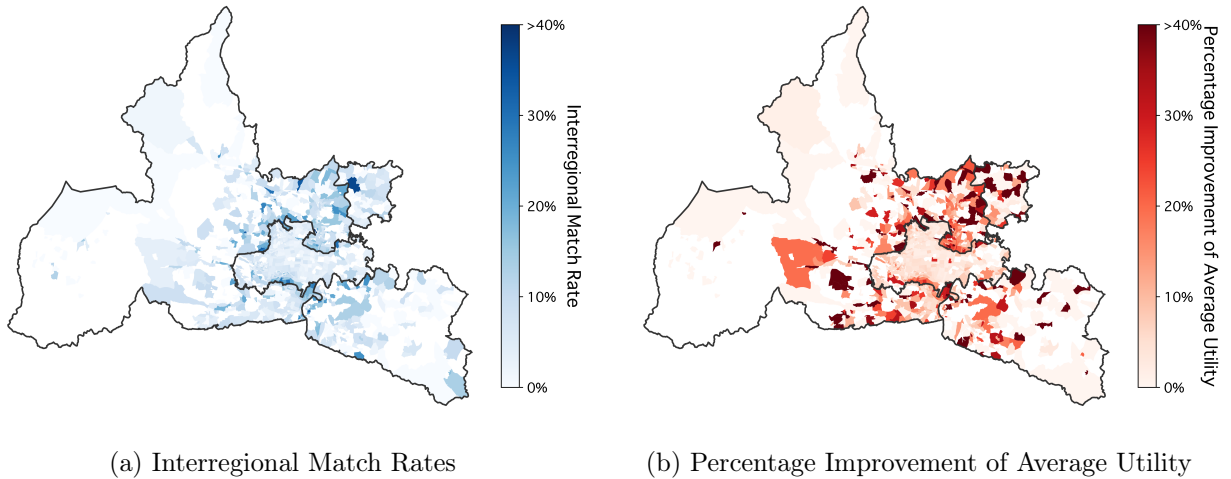 >40%
30%
20%
10%
0%
Interregional Match Rate
>40%
30%
20%
10%
0%
Percentage Improvement of Average Utility
(a) Interregional Match Rates
(b) Percentage Improvement of Average Utility